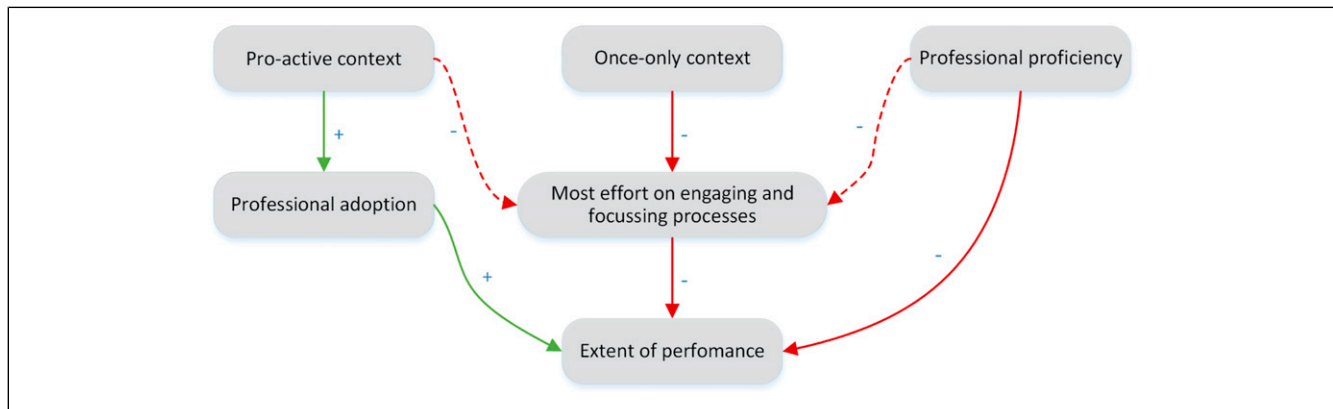 Pro-active context
Once-only context
Professional proficiency
+
-
-
-
Professional adoption
Most effort on engaging and
focussing processes
+
-
-
Extent of perfomance